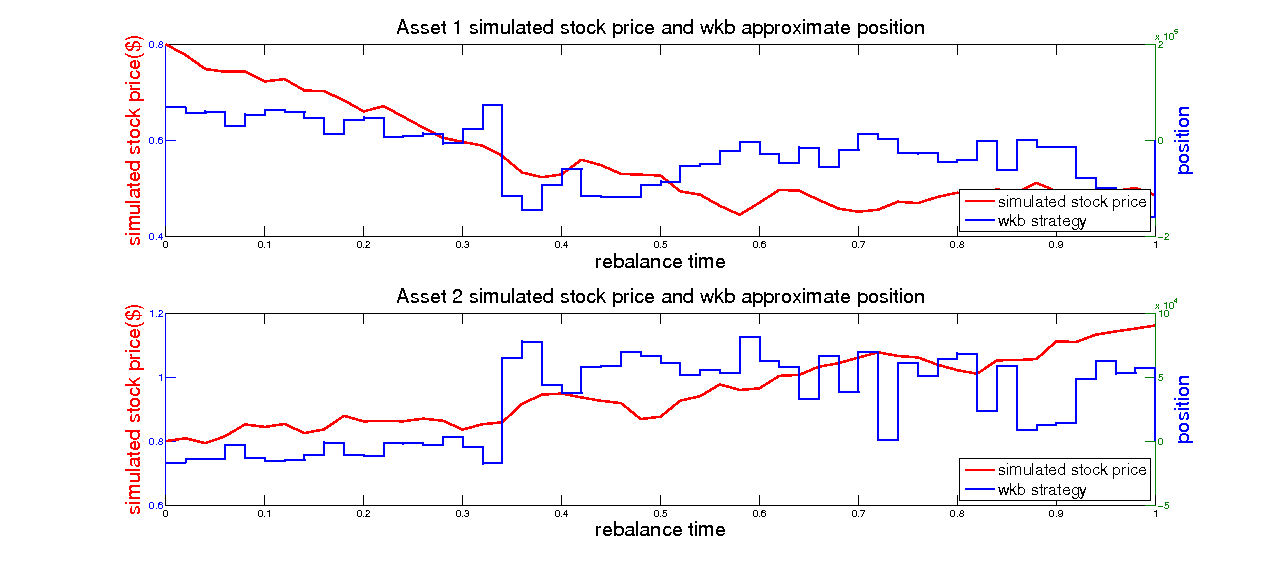 Asset 1 simulated stock price and wkb approximate position
x 10^5
simulated stock price($)
0.8
0.6
0.4
2
0
-2
position
0 0.1 0.2 0.3 0.4 0.5 0.6 0.7 0.8 0.9 1
rebalance time
simulated stock price
wkb strategy
Asset 2 simulated stock price and wkb approximate position
x 10^4
simulated stock price($)
1.2
1
0.8
0.6
10
5
0
-5
position
0 0.1 0.2 0.3 0.4 0.5 0.6 0.7 0.8 0.9 1
rebalance time
simulated stock price
wkb strategy